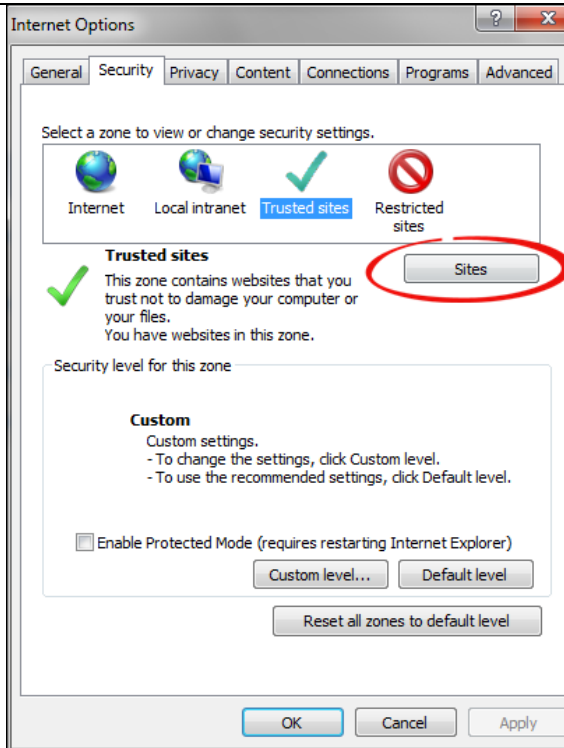 Internet Options
General Security Privacy Content Connections Programs Advanced
Select a zone to view or change security settings.
Internet Local intranet Trusted sites Restricted
sites
Trusted sites
Sites
This zone contains websites that you
trust not to damage your computer or
your files.
You have websites in this zone.
Security level for this zone
Custom
Custom settings.
- To change the settings, click Custom level.
- To use the recommended settings, click Default level.
Enable Protected Mode (requires restarting Internet Explorer)
Custom level... Default level
Reset all zones to default level
OK Cancel Apply